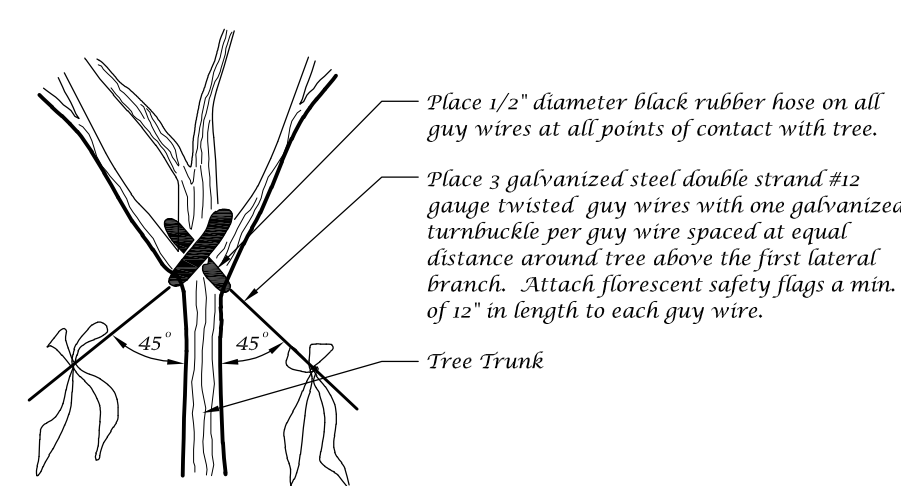 Place 1/2" diameter black rubber hose on all
guy wires at all points of contact with tree.
Place 3 galvanized steel double strand #12
gauge twisted guy wires with one galvanized
turnbuckle per guy wire spaced at equal
distance around tree above the first lateral
branch. Attach florescent safety flags a min.
of 12" in length to each guy wire.
45° 45°
Tree Trunk